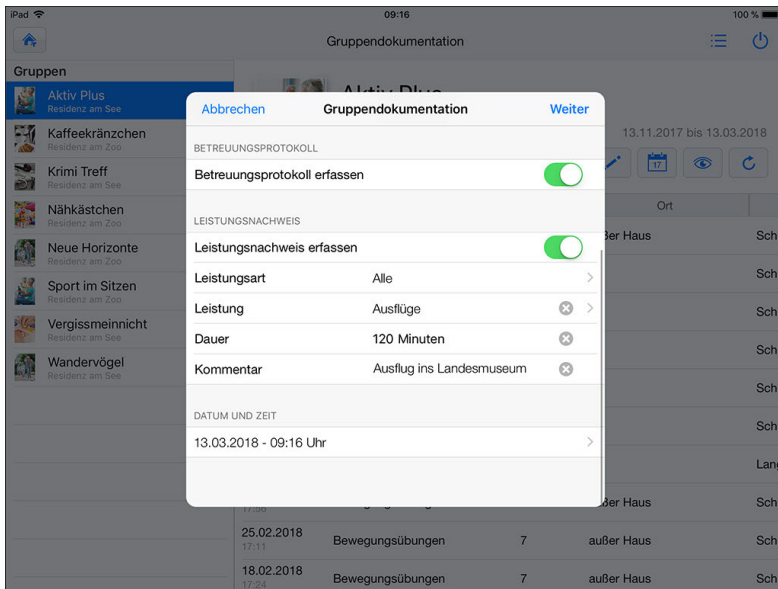 iPad 09:16 100 %
Gruppendokumentation
Gruppen
Aktiv Plus
Residenz am See
Kaffeekränzchen
Residenz am Zoo
Krimi Treff
Residenz am See
Nähkästchen
Residenz am Zoo
Neue Horizonte
Residenz am Zoo
Sport im Sitzen
Residenz am Zoo
Vergissmeinnicht
Residenz am See
Wandervögel
Residenz am See
Aktiv Plus
13.11.2017 bis 13.03.2018
17
Ort
ßer Haus Sch
Sch
Sch
Sch
Sch
Sch
Lang
Abbrechen Gruppendokumentation Weiter
BETREUUNGSPROTOKOLL
Betreuungsprotokoll erfassen
LEISTUNGSNACHWEIS
Leistungsnachweis erfassen
Leistungsart Alle
Leistung Ausflüge
Dauer 120 Minuten
Kommentar Ausflug ins Landesmuseum
DATUM UND ZEIT
13.03.2018 - 09:16 Uhr
17:56 ßer Haus Sch
25.02.2018
17:11
Bewegungsübungen 7 außer Haus Sch
18.02.2018
17:24
Bewegungsübungen 7 außer Haus Sch